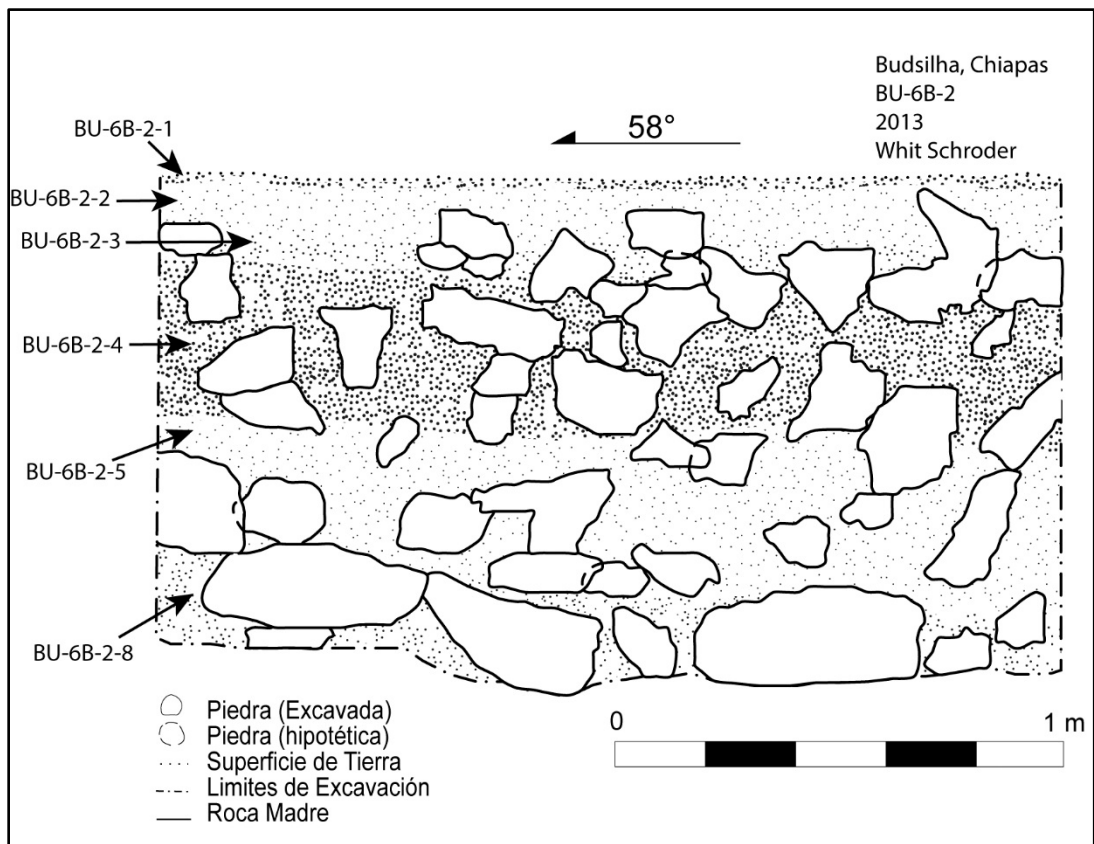 Budsilha, Chiapas
BU-6B-2
2013
Whit Schroder
58°
BU-6B-2-1
BU-6B-2-2
BU-6B-2-3
BU-6B-2-4
BU-6B-2-5
BU-6B-2-8
Piedra (Excavada)
Piedra (hipotética)
Superficie de Tierra
Limites de Excavación
Roca Madre
0 1 m